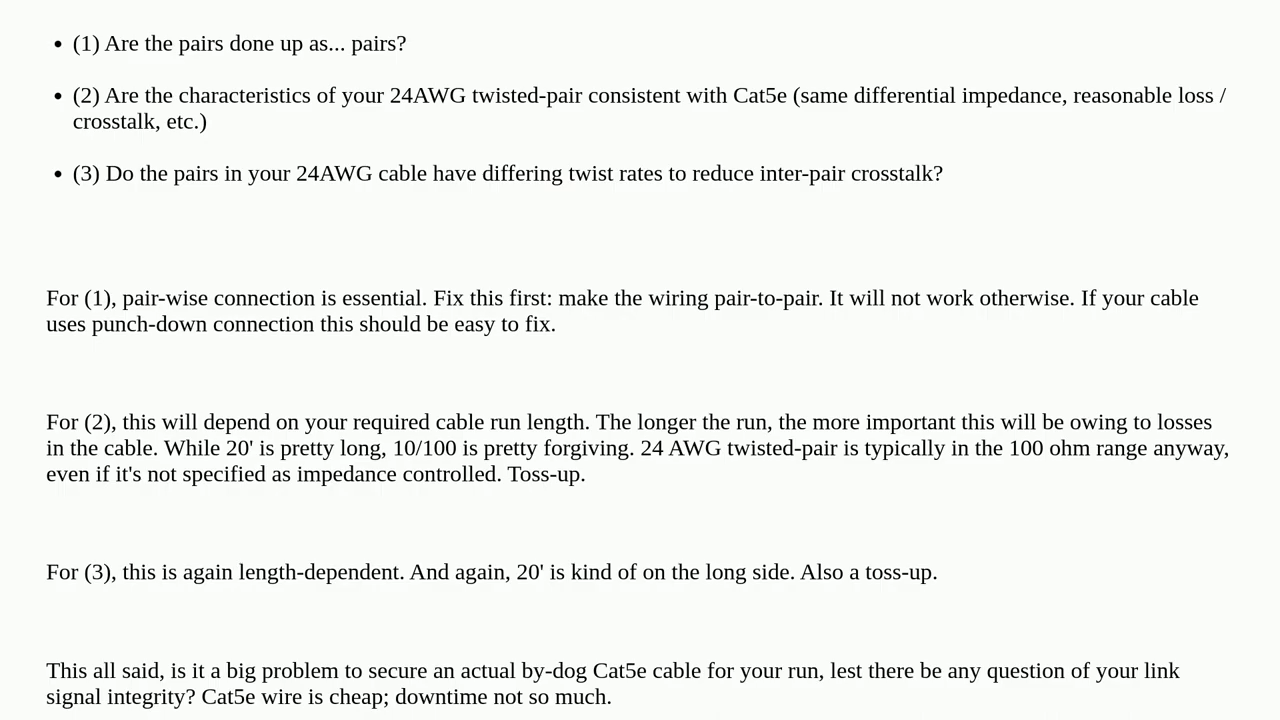 • (1) Are the pairs done up as... pairs?
• (2) Are the characteristics of your 24AWG twisted-pair consistent with Cat5e (same differential impedance, reasonable loss /
crosstalk, etc.)
• (3) Do the pairs in your 24AWG cable have differing twist rates to reduce inter-pair crosstalk?
For (1), pair-wise connection is essential. Fix this first: make the wiring pair-to-pair. It will not work otherwise. If your cable
uses punch-down connection this should be easy to fix.
For (2), this will depend on your required cable run length. The longer the run, the more important this will be owing to losses
in the cable. While 20' is pretty long, 10/100 is pretty forgiving. 24 AWG twisted-pair is typically in the 100 ohm range anyway,
even if it's not specified as impedance controlled. Toss-up.
For (3), this is again length-dependent. And again, 20' is kind of on the long side. Also a toss-up.
This all said, is it a big problem to secure an actual by-dog Cat5e cable for your run, lest there be any question of your link
signal integrity? Cat5e wire is cheap; downtime not so much.